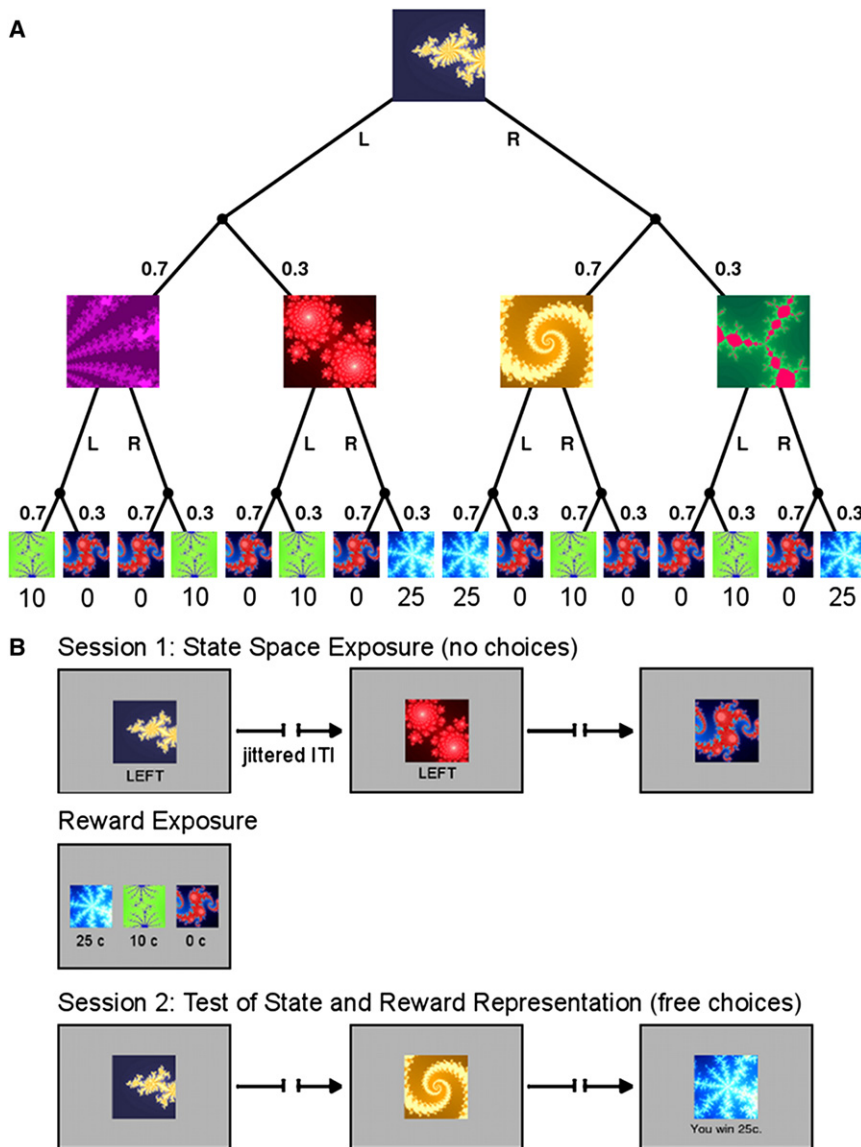 A
L R
0.7 0.3 0.7 0.3
L R L R L R L R
0.7 0.3 0.7 0.3 0.7 0.3 0.7 0.3 0.7 0.3 0.7 0.3 0.7 0.3 0.7 0.3
10 0 0 10 0 10 0 25 25 0 10 0 0 10 0 25
B Session 1: State Space Exposure (no choices)
LEFT
jittered ITI
LEFT
Reward Exposure
25 c 10 c 0 c
Session 2: Test of State and Reward Representation (free choices)
You win 25c.